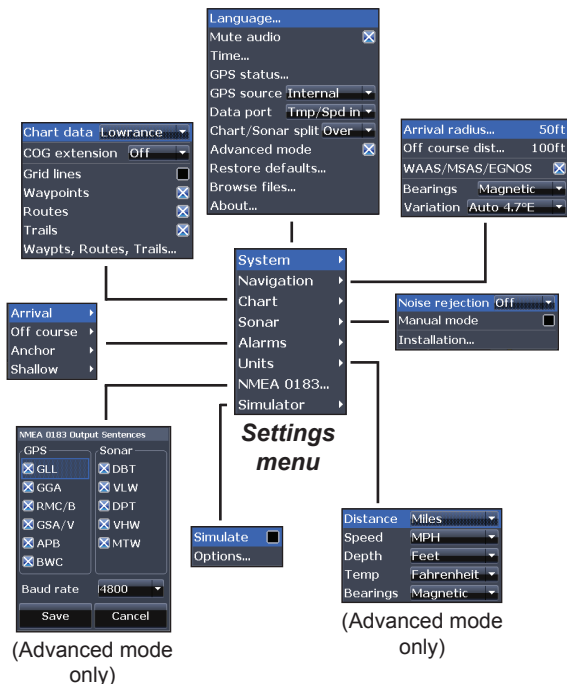 Language...
Mute audio
Time...
GPS status...
GPS source Internal
Data port Tmp/Spd in
Chart/Sonar split Over
Advanced mode
Restore defaults...
Browse files...
About...
Chart data Lowrance
COG extension Off
Grid lines
Waypoints
Routes
Trails
Waypts, Routes, Trails...
Arrival radius... 50ft
Off course dist... 100ft
WAAS/MSAS/EGNOS
Bearings Magnetic
Variation Auto 4.7°E
System
Navigation
Chart
Sonar
Alarms
Units
NMEA 0183...
Simulator
Settings
menu
Noise rejection Off
Manual mode
Installation...
Arrival
Off course
Anchor
Shallow
NMEA 0183 Output Sentences
GPS Sonar
GLL DBT
GGA VLW
RMC/B DPT
GSA/V VHW
APB MTW
BWC
Baud rate 4800
Save Cancel
(Advanced mode
only)
Simulate
Options...
Distance Miles
Speed MPH
Depth Feet
Temp Fahrenheit
Bearings Magnetic
(Advanced mode
only)